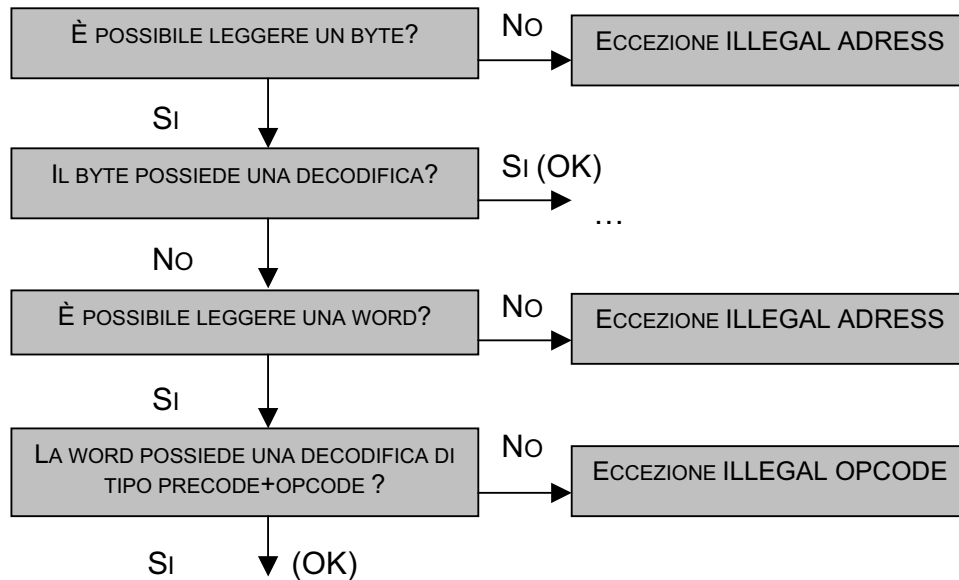 È POSSIBILE LEGGERE UN BYTE?
NO
ECCEZIONE ILLEGAL ADRESS
SI
IL BYTE POSSIEDE UNA DECODIFICA?
SI (OK)
...
NO
È POSSIBILE LEGGERE UNA WORD?
NO
ECCEZIONE ILLEGAL ADRESS
SI
LA WORD POSSIEDE UNA DECODIFICA DI
TIPO PRECODE+OPCODE ?
NO
ECCEZIONE ILLEGAL OPCODE
SI
(OK)